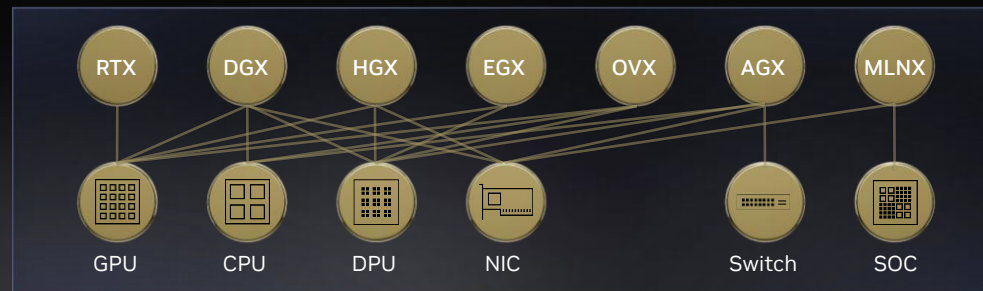 RTX DGX HGX EGX OVX AGX MLNX
GPU CPU DPU NIC Switch SOC